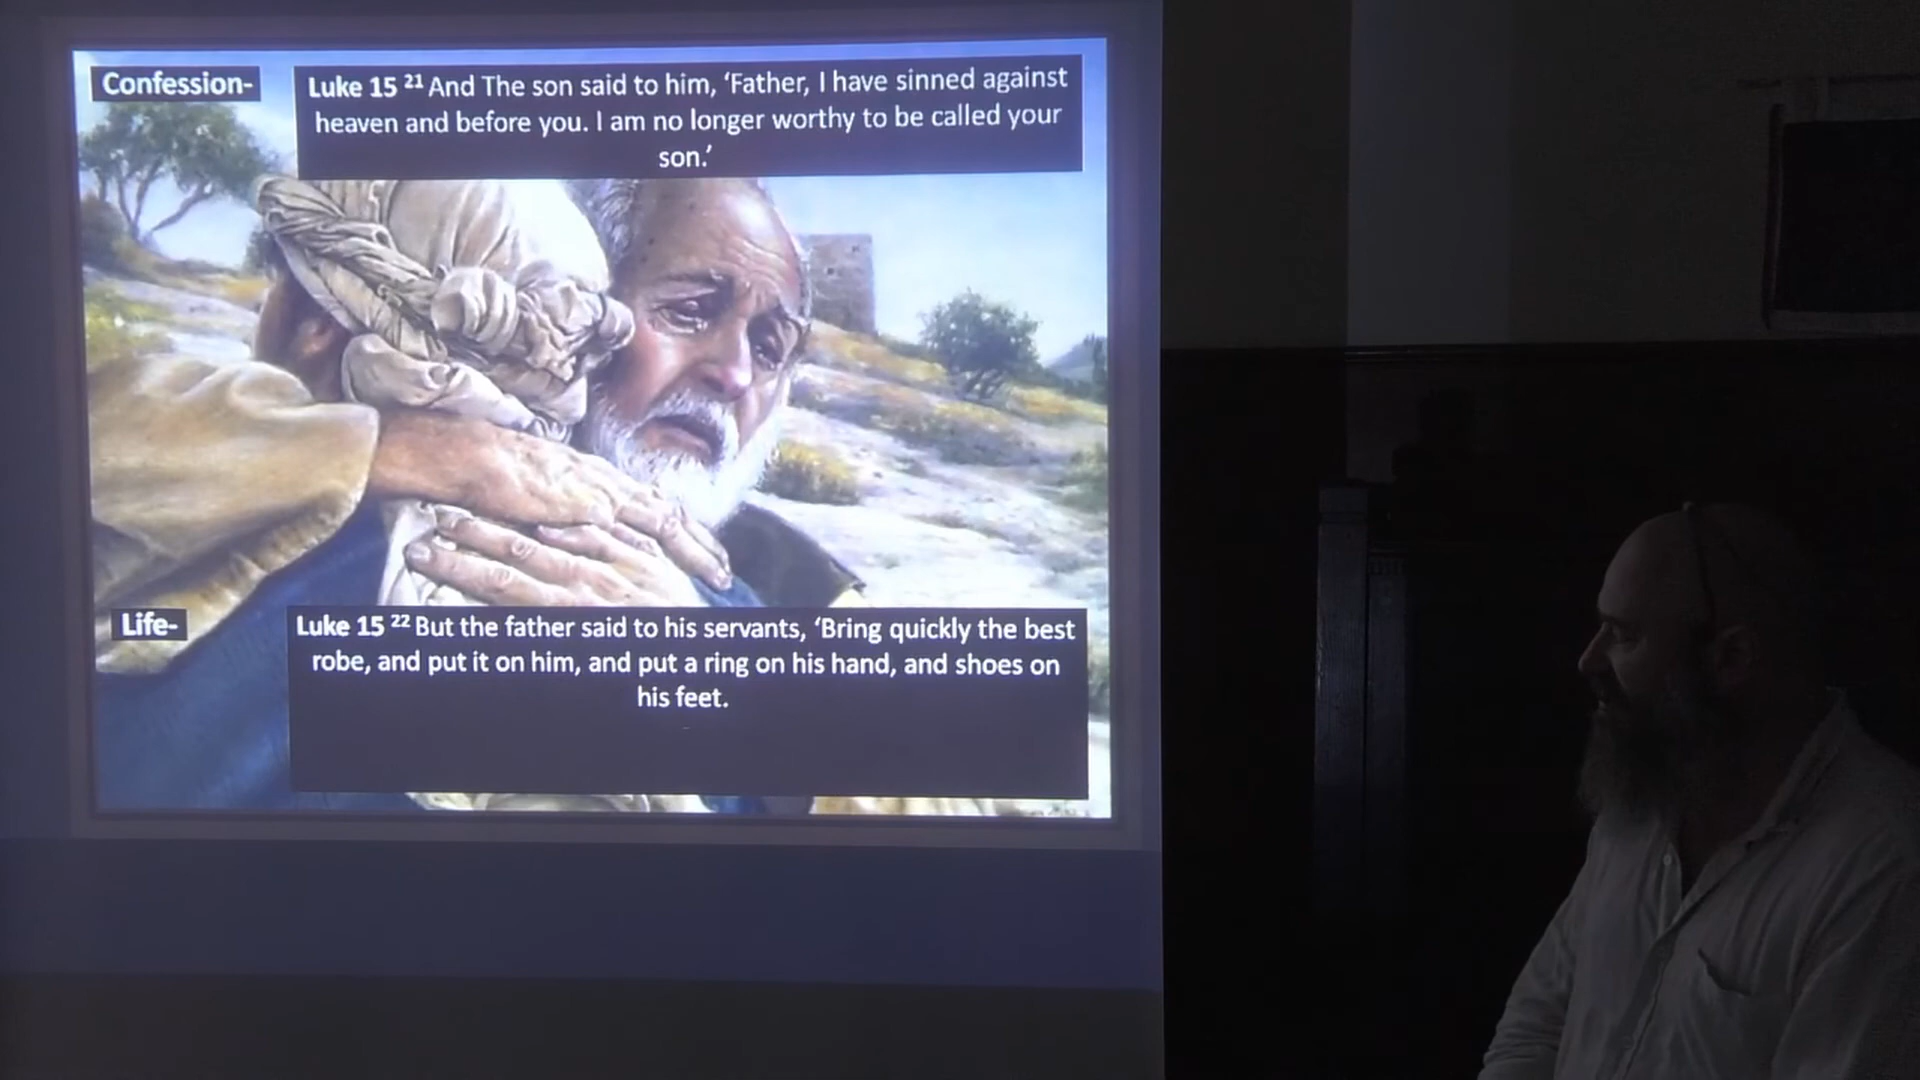 Confession-
Luke 15 21 And The son said to him, ‘Father, I have sinned against
heaven and before you. I am no longer worthy to be called your
son.’
Life-
Luke 15 22 But the father said to his servants, ‘Bring quickly the best
robe, and put it on him, and put a ring on his hand, and shoes on
his feet.